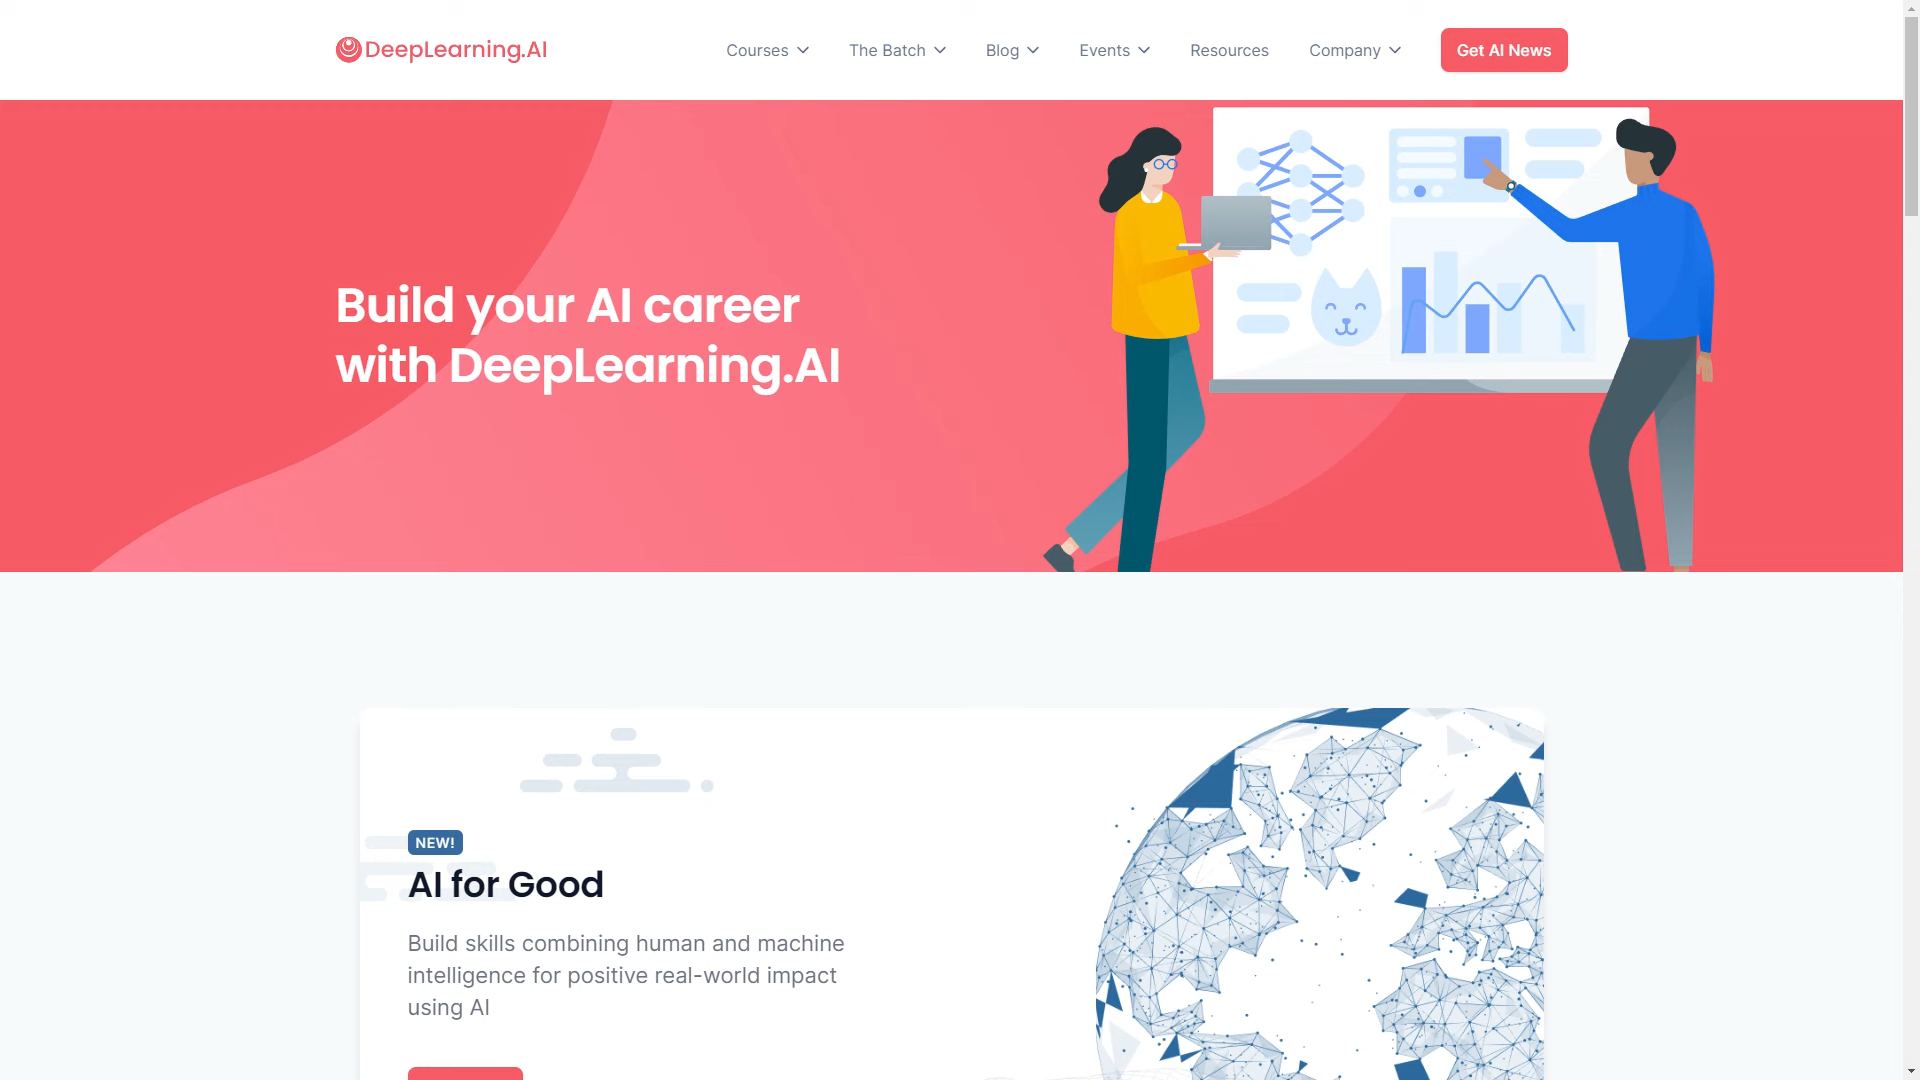 DeepLearning.AI
Courses
The Batch
Blog
Events
Resources
Company
Get AI News
Build your AI career
with DeepLearning.AI
NEW!
AI for Good
Build skills combining human and machine
intelligence for positive real-world impact
using AI